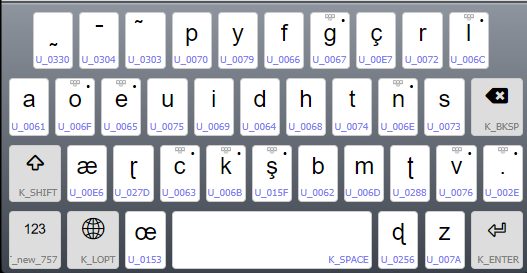 ˷ ˉ ˜ p y f g ç r l
U_0330 U_0304 U_0303 U_0070 U_0079 U_0066 U_0067 U_00E7 U_0072 U_006C
a o e u i d h t n s
U_0061 U_006F U_0065 U_0075 U_0069 U_0064 U_0068 U_0074 U_006E U_0073 K_BKSP
æ ɽ c k ş b m ʈ v .
K_SHIFT U_00E6 U_027D U_0063 U_006B U_015F U_0062 U_006D U_0288 U_0076 U_002E
123 œ ɖ z
_new_757 K_LOPT U_0153 K_SPACE U_0256 U_007A K_ENTER